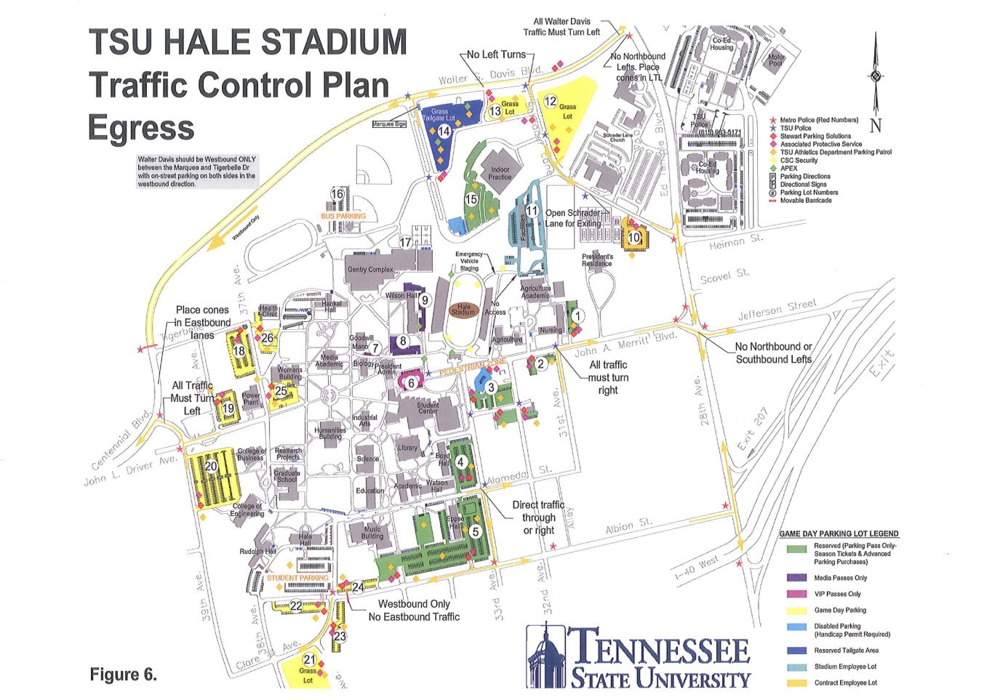 TSU HALE STADIUM
Traffic Control Plan
Egress
Walter Davis should be Westbound ONLY
between the Marquee and Tigerbelle Dr
with on-street parking on both sides in the
westbound direction.
All Walter Davis
Traffic Must Turn Left
No Left Turns
Walter S. Davis Blvd.
No Northbound
Lefts. Place
cones in LTL
Co-Ed
Housing
Motor
Pool
N
Marquee Sign
Grass
Tailgate Lot
14
13
Grass
Lot
12
Grass
Lot
Schrader Lane
Church
TSU
Police
(615) 963-5171
Co-Ed
Housing
Metro Police (Red Numbers)
TSU Police
Stewart Parking Solutions
Associated Protective Service
TSU Athletics Department Parking Patrol
CSC Security
APEX
Parking Directions
Directional Signs
Parking Lot Numbers
Movable Barricade
Indoor
Practice
15
16
BUS PARKING
Westbound Only
17
11
Facilities
Open Schrader
Lane for Exiting
10
Heiman St.
President's
Residence
Scovel St.
Jefferson Street
Emergency
Vehicle
Staging
Gentry Complex
Wilson Hall
9
Hale
Stadium
No
Access
Agriculture
Academic
Agriculture
Nursing
1
37th Ave.
Place cones
in Eastbound
lanes
Health
Clinic
Hankal
Hall
26
18
Goodwill
Mano
7
8
Media
Academic
Biology
President
Admin.
6
PEDESTRIAN ZONE
2
3
John A. Merritt Blvd.
All traffic
must turn
right
No Northbound or
Southbound Lefts
Exit
Exit 207
28th Ave.
31st Ave.
Womens
Building
25
Power
Plant
19
All Traffic
Must Turn
Left
Student
Center
Industrial
Arts
Humanities
Building
Centennial Blvd.
John L. Driver Ave.
20
College of
Business
Research
Projects
Graduate
School
Science
Library
Boyd
Hall
4
Education
Academic
Watson
Hall
Alameda St.
College of
Engineering
Direct traffic
through
or right
Alley
Albion St.
Music
Building
Eppse
Hall
5
Hale
Hall
Rudolph Hall
STUDENT PARKING
24
22
23
21
Grass
Lot
Westbound Only
No Eastbound Traffic
I-40 West
39th Ave.
38th Ave.
Clare Ave.
Ave.
33rd Ave.
32nd Ave.
GAME DAY PARKING LOT LEGEND
Reserved (Parking Pass Only-
Season Tickets & Advanced
Parking Purchases)
Media Passes Only
VIP Passes Only
Game Day Parking
Disabled Parking
(Handicap Permit Required)
Reserved Tailgate Area
Stadium Employee Lot
Contract Employee Lot
TENNESSEE
STATE UNIVERSITY
Figure 6.